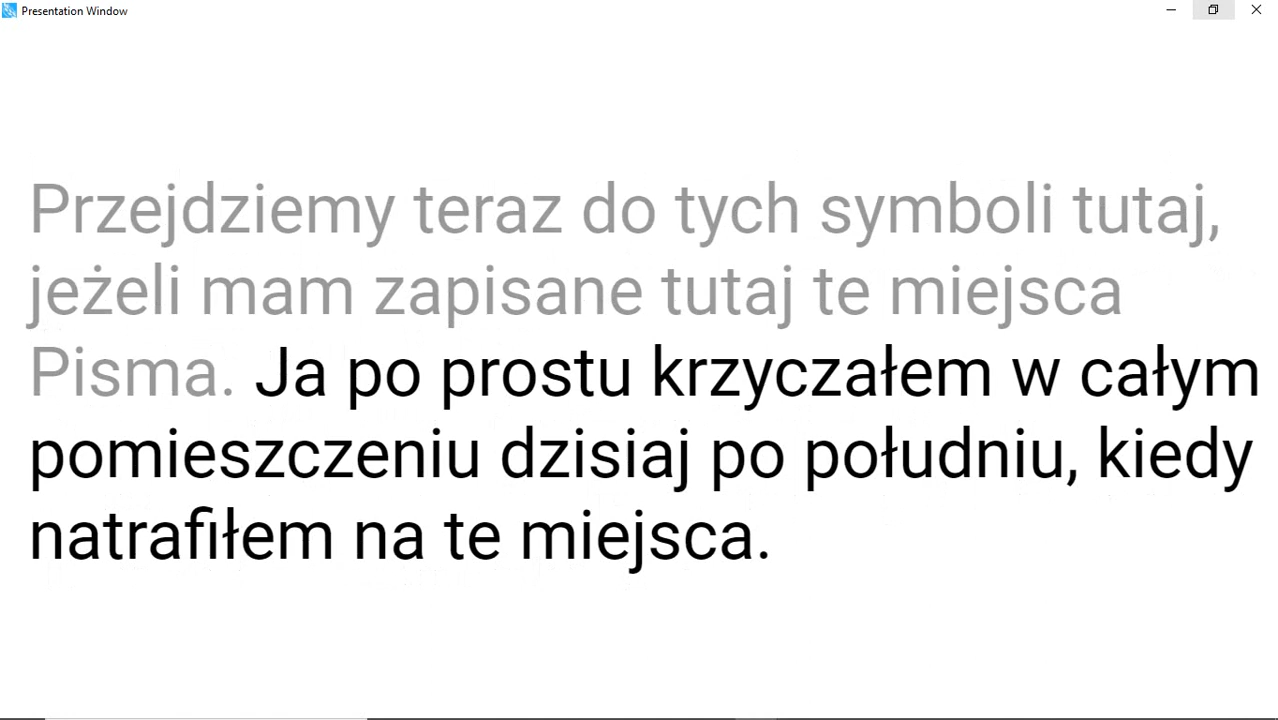 Presentation Window
Przejdziemy teraz do tych symboli tutaj,
jeżeli mam zapisane tutaj te miejsca
Pisma. Ja po prostu krzyczałem w całym
pomieszczeniu dzisiaj po południu, kiedy
natrafiłem na te miejsca.